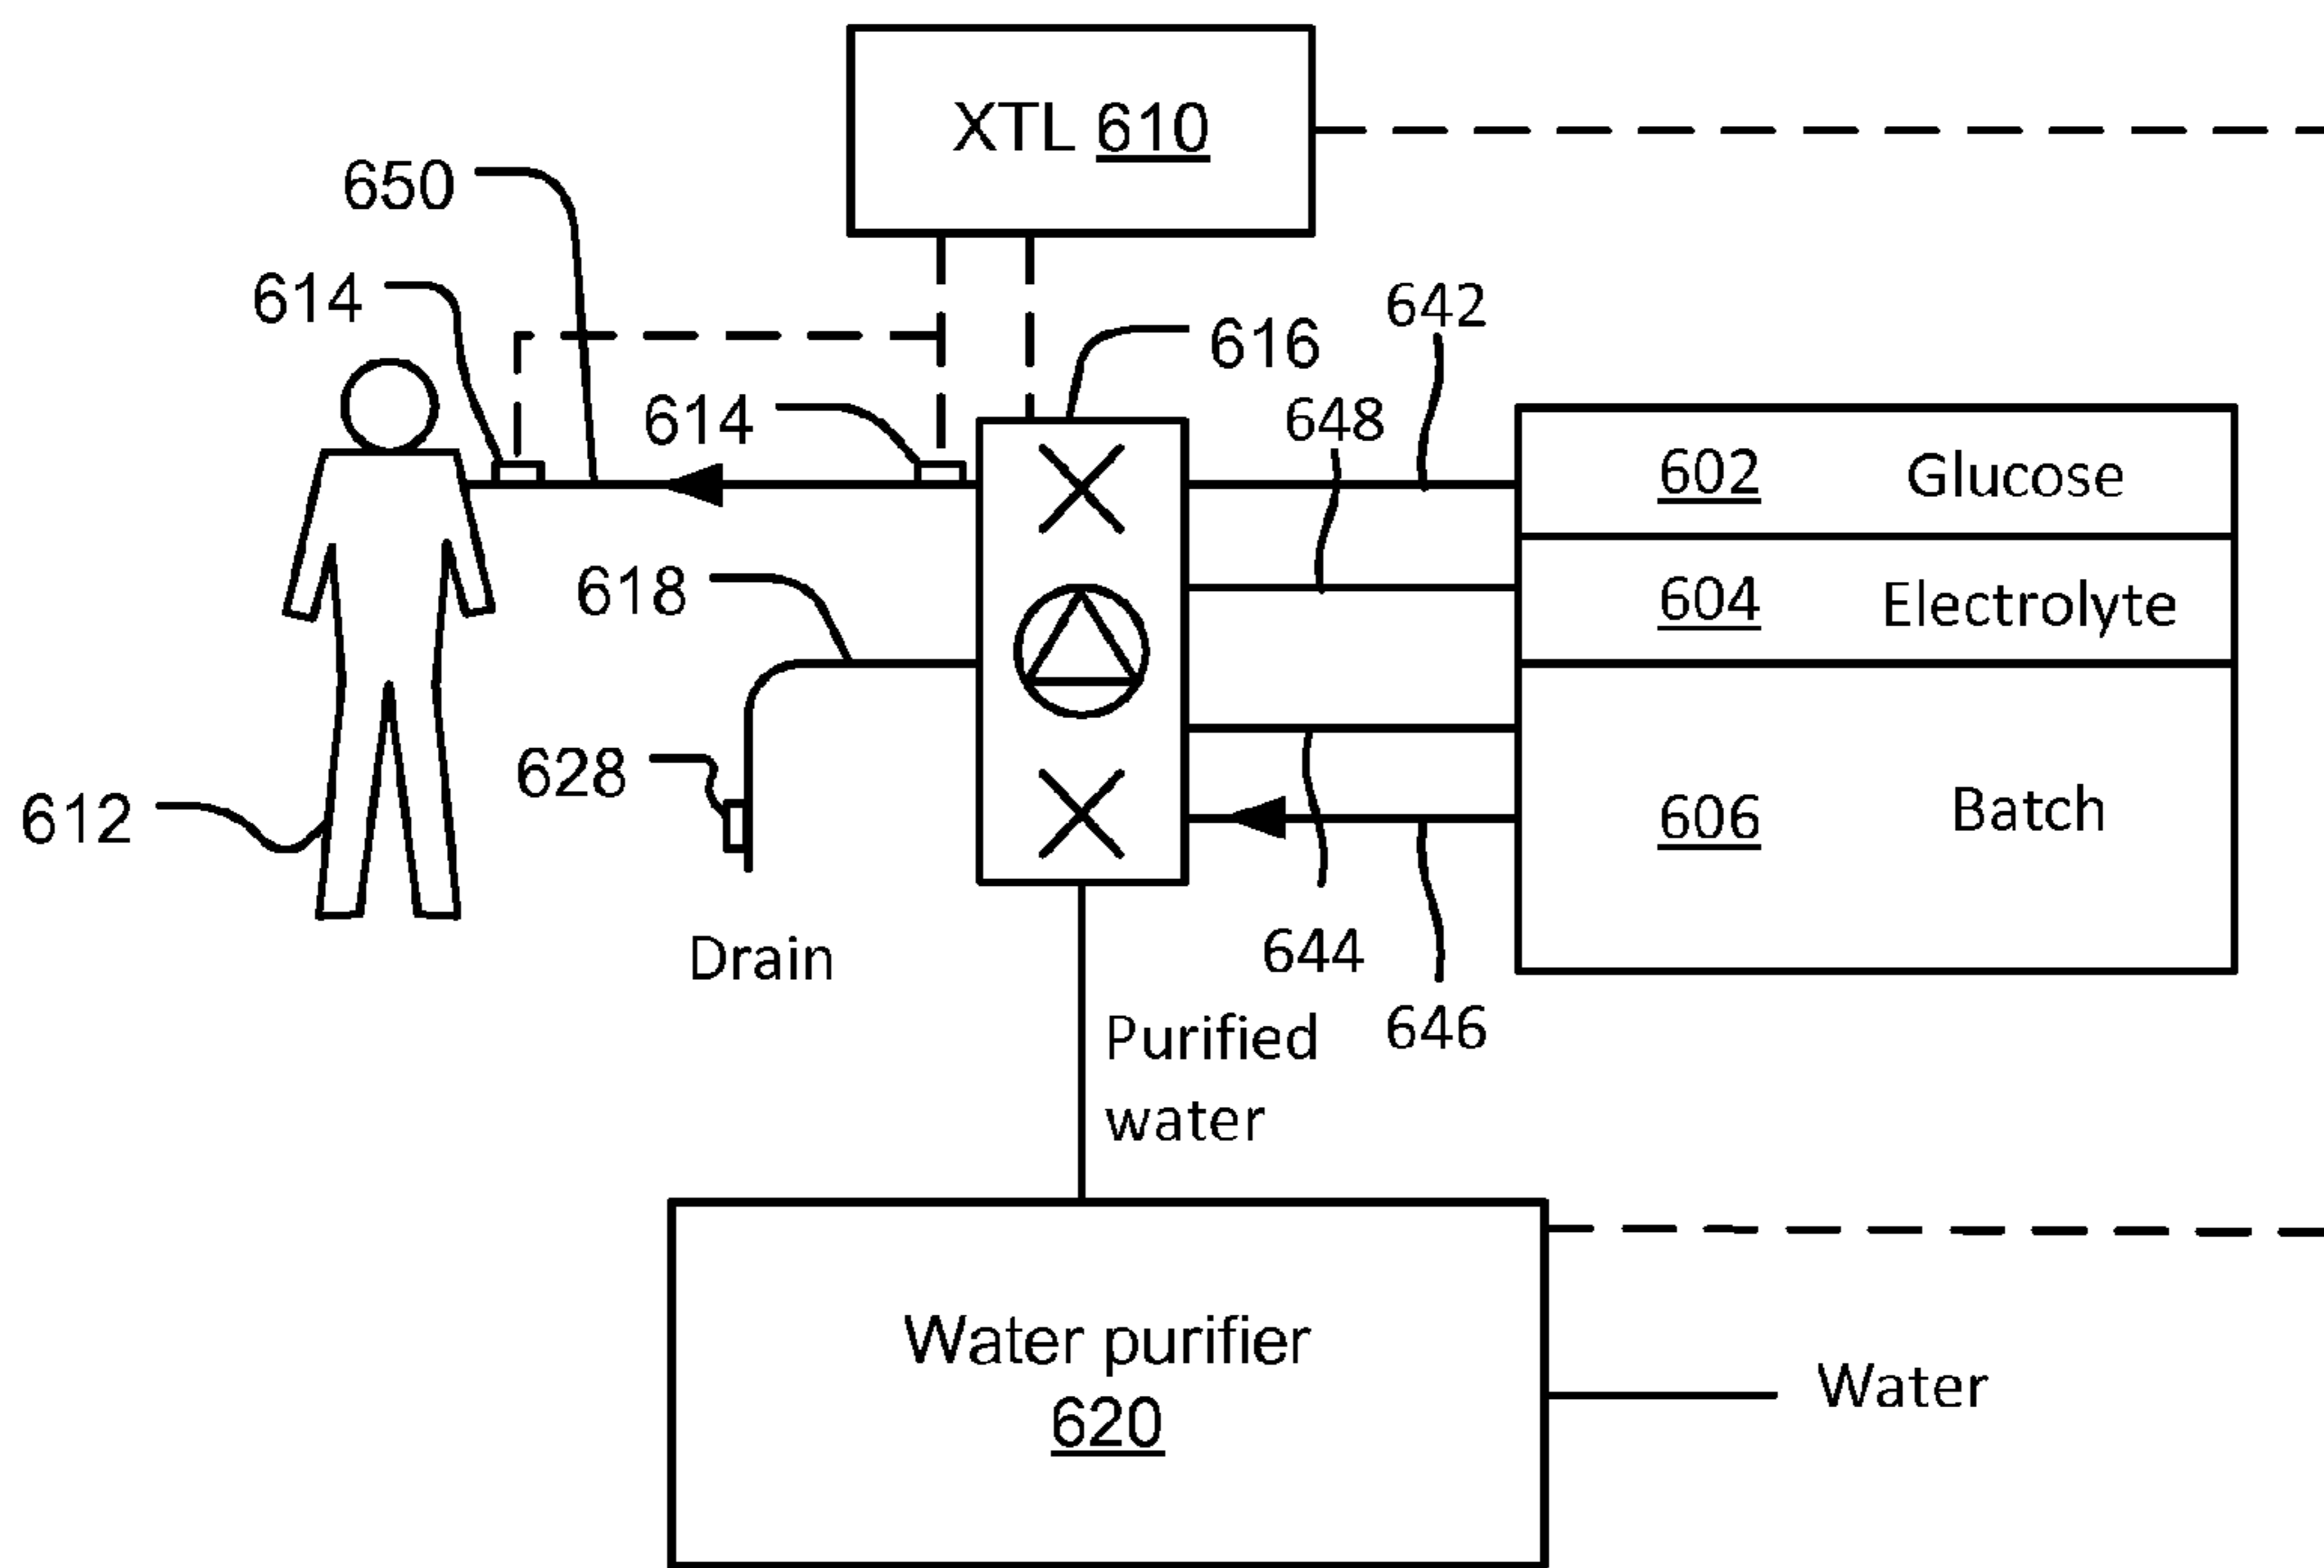 XTL 610
650
614
642
616
614
648
602 Glucose
618
604 Electrolyte
628
612
606 Batch
Drain
644
646
Purified
water
Water purifier
620
Water